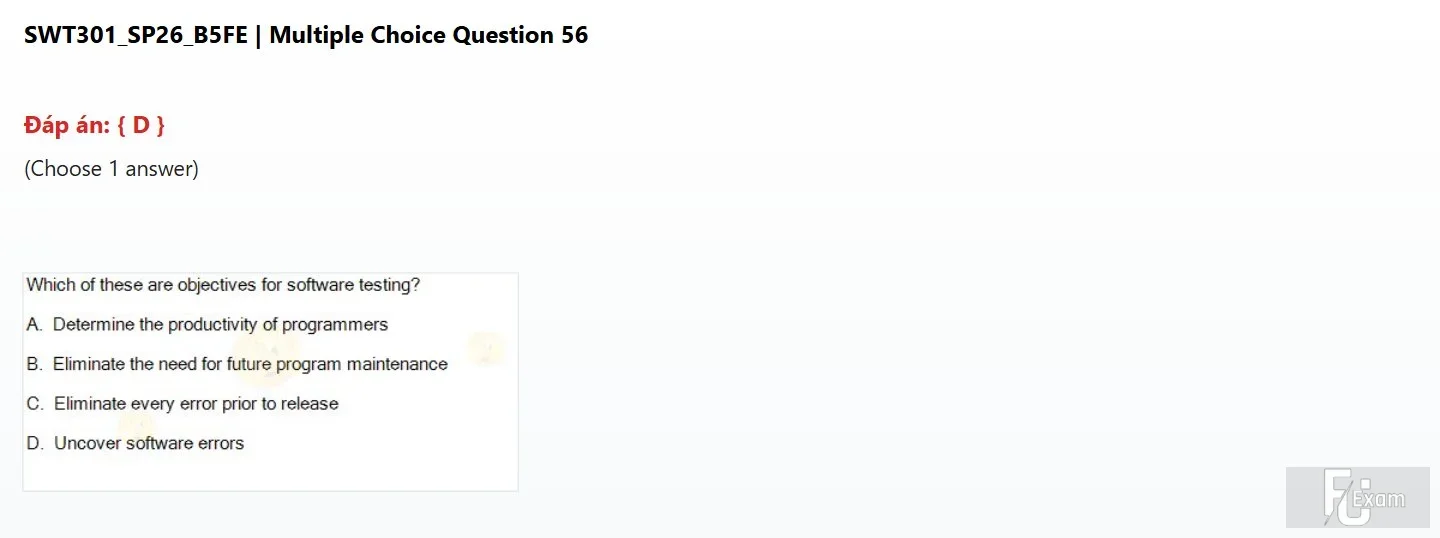 SWT301_SP26_B5FE | Multiple Choice Question 56
Đáp án: { D }
(Choose 1 answer)
Which of these are objectives for software testing?
A. Determine the productivity of programmers
B. Eliminate the need for future program maintenance
C. Eliminate every error prior to release
D. Uncover software errors
FU Exam